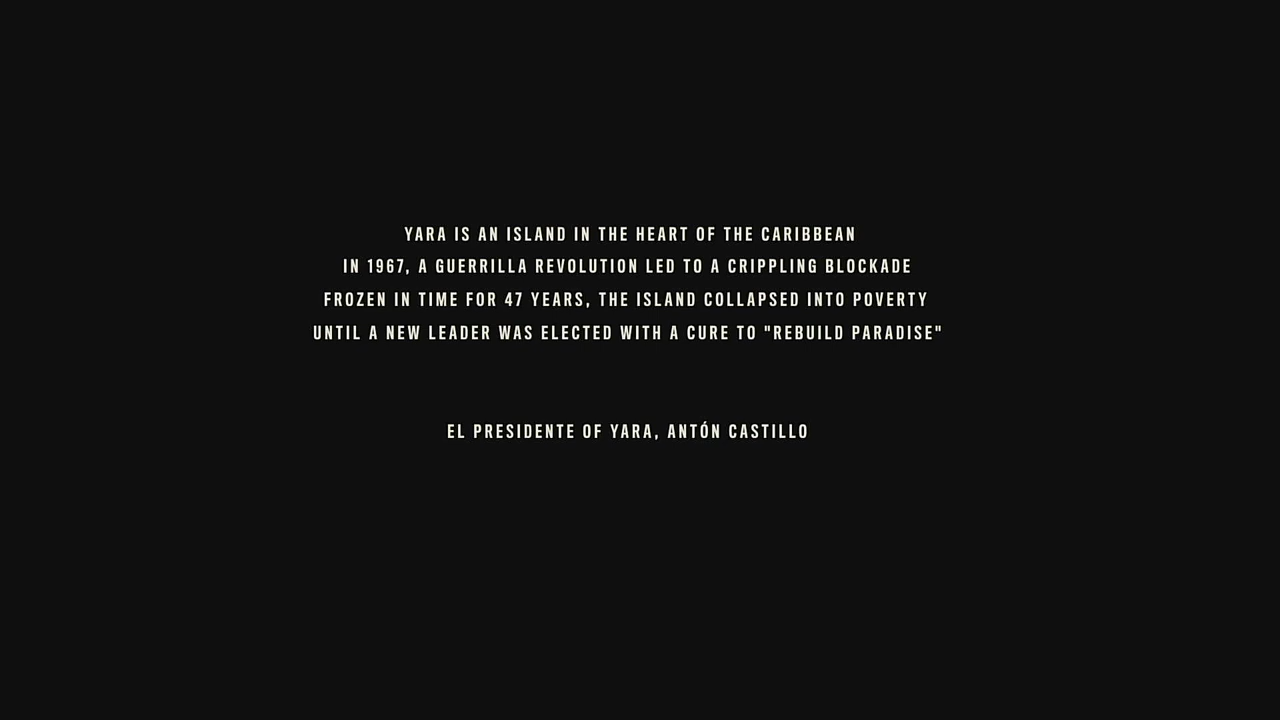 YARA IS AN ISLAND IN THE HEART OF THE CARIBBEAN
IN 1967, A GUERRILLA REVOLUTION LED TO A CRIPPLING BLOCKADE
FROZEN IN TIME FOR 47 YEARS, THE ISLAND COLLAPSED INTO POVERTY
UNTIL A NEW LEADER WAS ELECTED WITH A CURE TO "REBUILD PARADISE"
EL PRESIDENTE OF YARA, ANTÓN CASTILLO